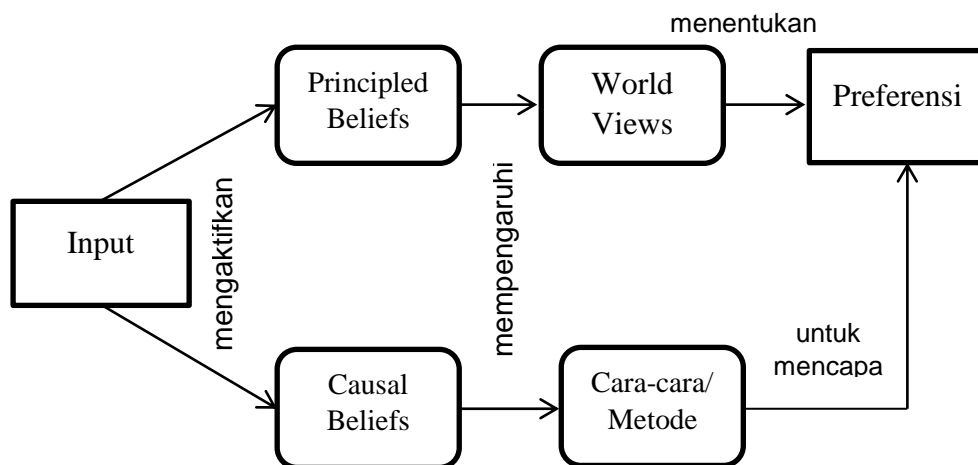 menentukan
Principled
Beliefs
World
Views
Preferensi
Input
mengaktifkan
mempengaruhi
Causal
Beliefs
Cara-cara/
Metode
untuk
mencapa